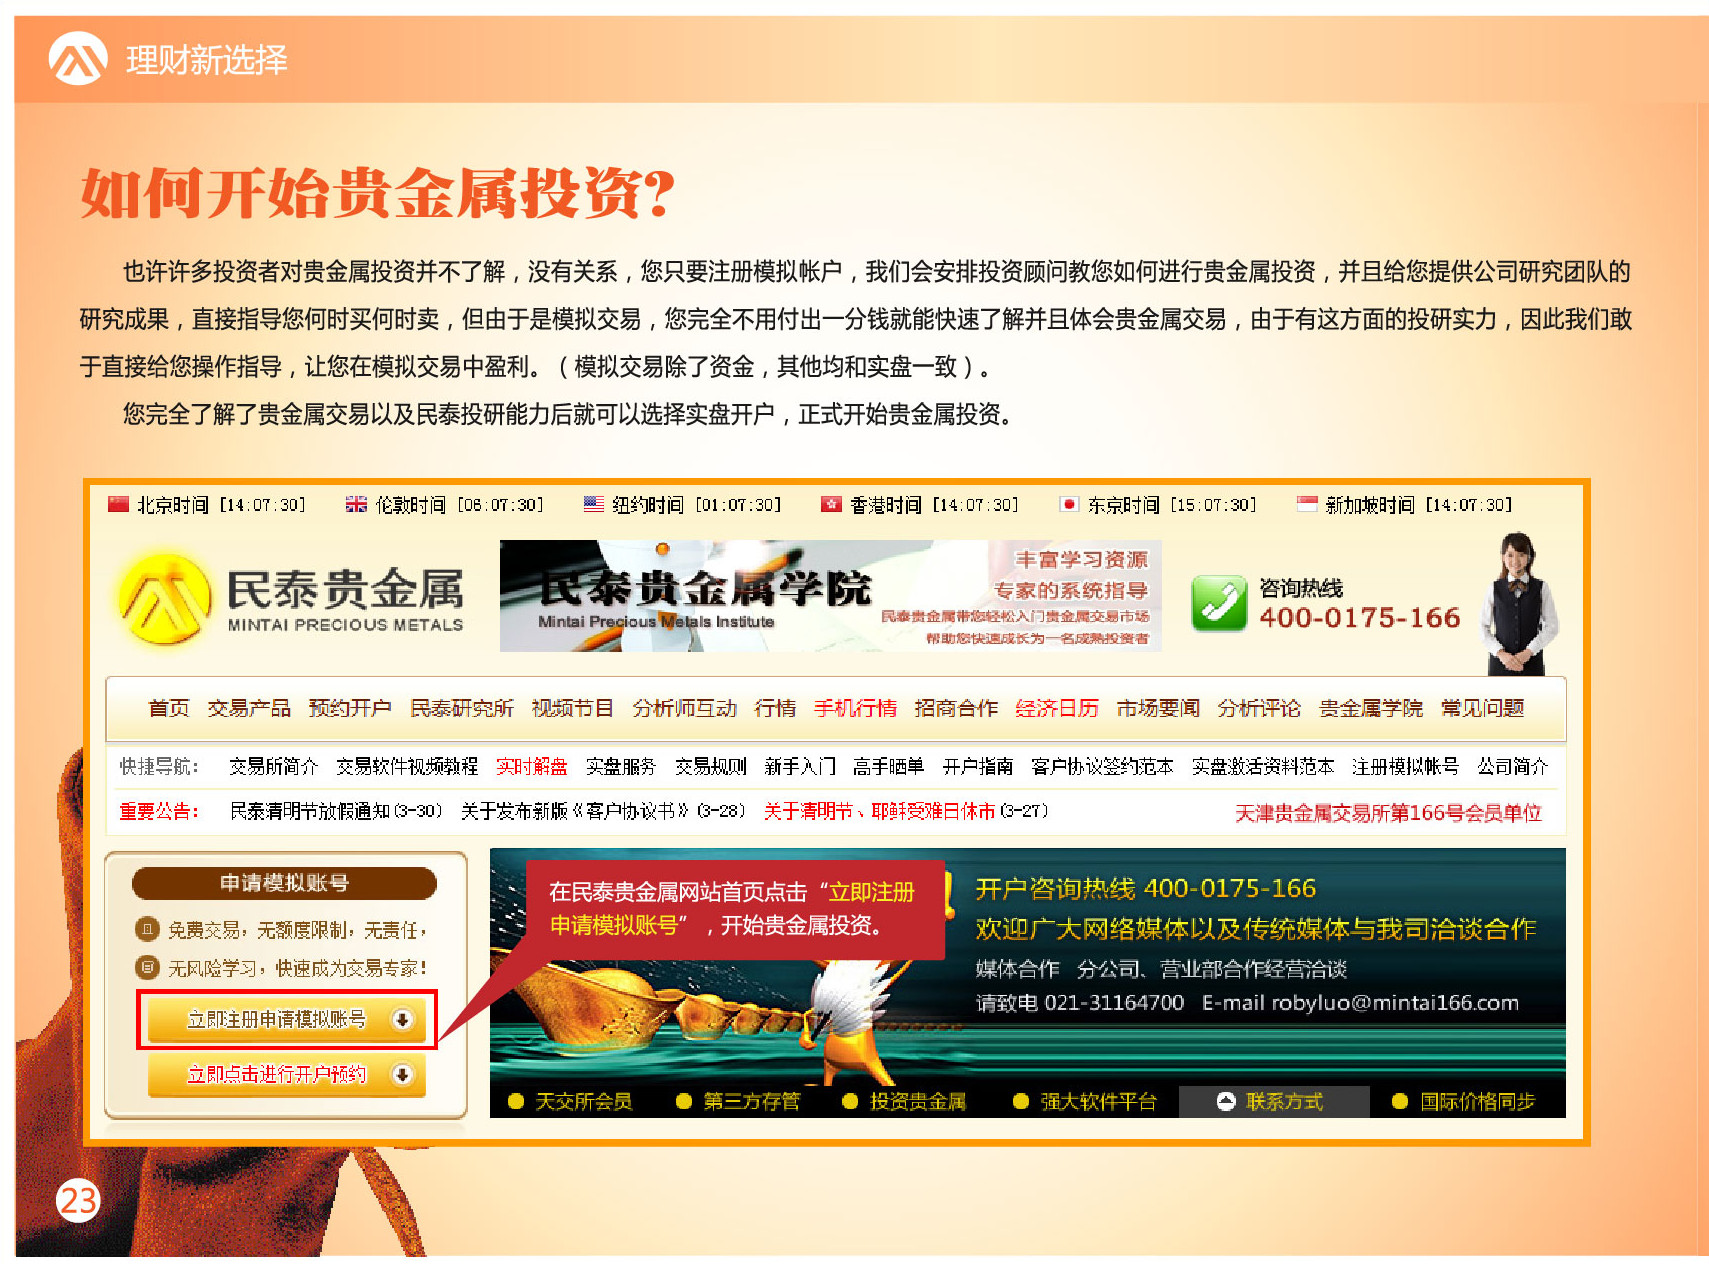 理财新选择
如何开始贵金属投资?
也许许多投资者对贵金属投资并不了解，没有关系，您只要注册模拟帐户，我们会安排投资顾问教您如何进行贵金属投资，并且给您提供公司研究团队的
研究成果，直接指导您何时买何时卖，但由于是模拟交易，您完全不用付出一分钱就能快速了解并且体会贵金属交易，由于有这方面的投研实力，因此我们敢
于直接给您操作指导，让您在模拟交易中盈利。（模拟交易除了资金，其他均和实盘一致）。
您完全了解了贵金属交易以及民泰投研能力后就可以选择实盘开户，正式开始贵金属投资。
北京时间 [14:07:30] 伦敦时间 [06:07:30] 纽约时间 [01:07:30] 香港时间 [14:07:30] 东京时间 [15:07:30] 新加坡时间 [14:07:30]
民泰贵金属
MINTAI PRECIOUS METALS
民泰贵金属学院
Mintai Precious Metals Institute
丰富学习资源
专家的系统指导
民泰贵金属带您轻松入门贵金属交易市场
帮助您快速成长为一名成熟投资者
咨询热线
400-0175-166
首页 交易产品 预约开户 民泰研究所 视频节目 分析师互动 行情 手机行情 招商合作 经济日历 市场要闻 分析评论 贵金属学院 常见问题
快捷导航： 交易所简介 交易软件视频教程 实时解盘 实盘服务 交易规则 新手入门 高手晒单 开户指南 客户协议签约范本 实盘激活资料范本 注册模拟帐号 公司简介
重要公告： 民泰清明节放假通知(3-30) 关于发布新版《客户协议书》(3-28) 关于清明节、耶稣受难日休市(3-27) 天津贵金属交易所第166号会员单位
申请模拟账号
免费交易，无额度限制，无责任，
无风险学习，快速成为交易专家！
立即注册申请模拟账号
立即点击进行开户预约
在民泰贵金属网站首页点击“立即注册
申请模拟账号”，开始贵金属投资。
开户咨询热线 400-0175-166
欢迎广大网络媒体以及传统媒体与我司洽谈合作
媒体合作 分公司、营业部合作经营洽谈
请致电 021-31164700 E-mail robyluo@mintai166.com
天交所会员 第三方存管 投资贵金属 强大软件平台 联系方式 国际价格同步
23